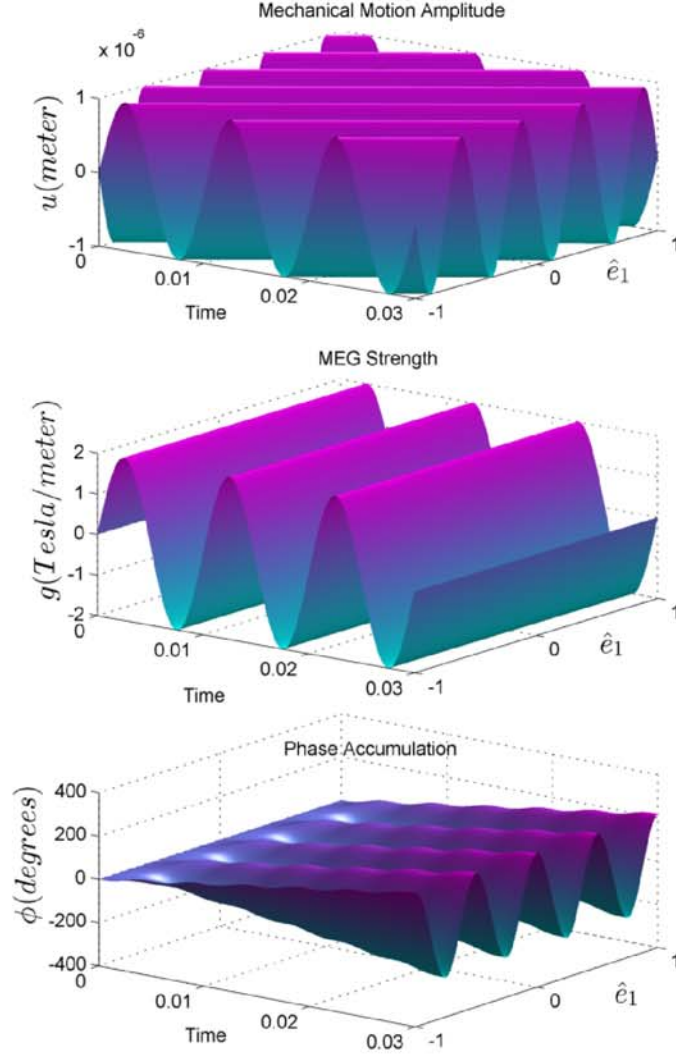 Mechanical Motion Amplitude
x 10^-6
u(meter)
1
0
-1
0
0.01
0.02
0.03
Time
-1
0
1
ê1
MEG Strength
g(Tesla/meter)
2
1
0
-1
-2
0
0.01
0.02
0.03
Time
-1
0
1
ê1
Phase Accumulation
ϕ(degrees)
400
200
0
-200
-400
0
0.01
0.02
0.03
Time
-1
0
1
ê1